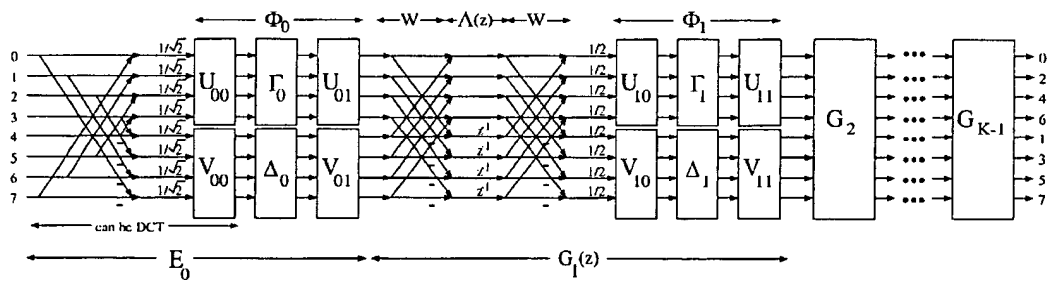 Φ0 W Λ(z) W Φ1
0 1/√2 1/2 0
1 1/√2 1/2 2
2 1/√2 U00 Γ0 U01 1/2 U10 Γ1 U11 4
3 1/√2 1/2 6
G2 ••• GK-1
4 1/√2 z-1 1/2 1
5 1/√2 V00 Δ0 V01 z-1 1/2 V10 Δ1 V11 3
6 1/√2 z-1 1/2 5
7 1/√2 z-1 1/2 7
can be DCT
E0 G1(z)